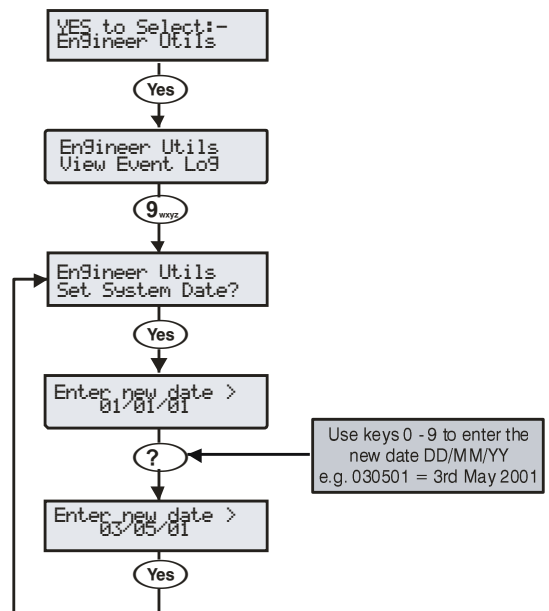 YES to Select:-
Engineer Utils
Yes
Engineer Utils
View Event Log
9wxyz
Engineer Utils
Set System Date?
Yes
Enter new date >
01/01/01
?
Use keys 0 - 9 to enter the
new date DD/MM/YY
e.g. 030501 = 3rd May 2001
Enter new date >
03/05/01
Yes